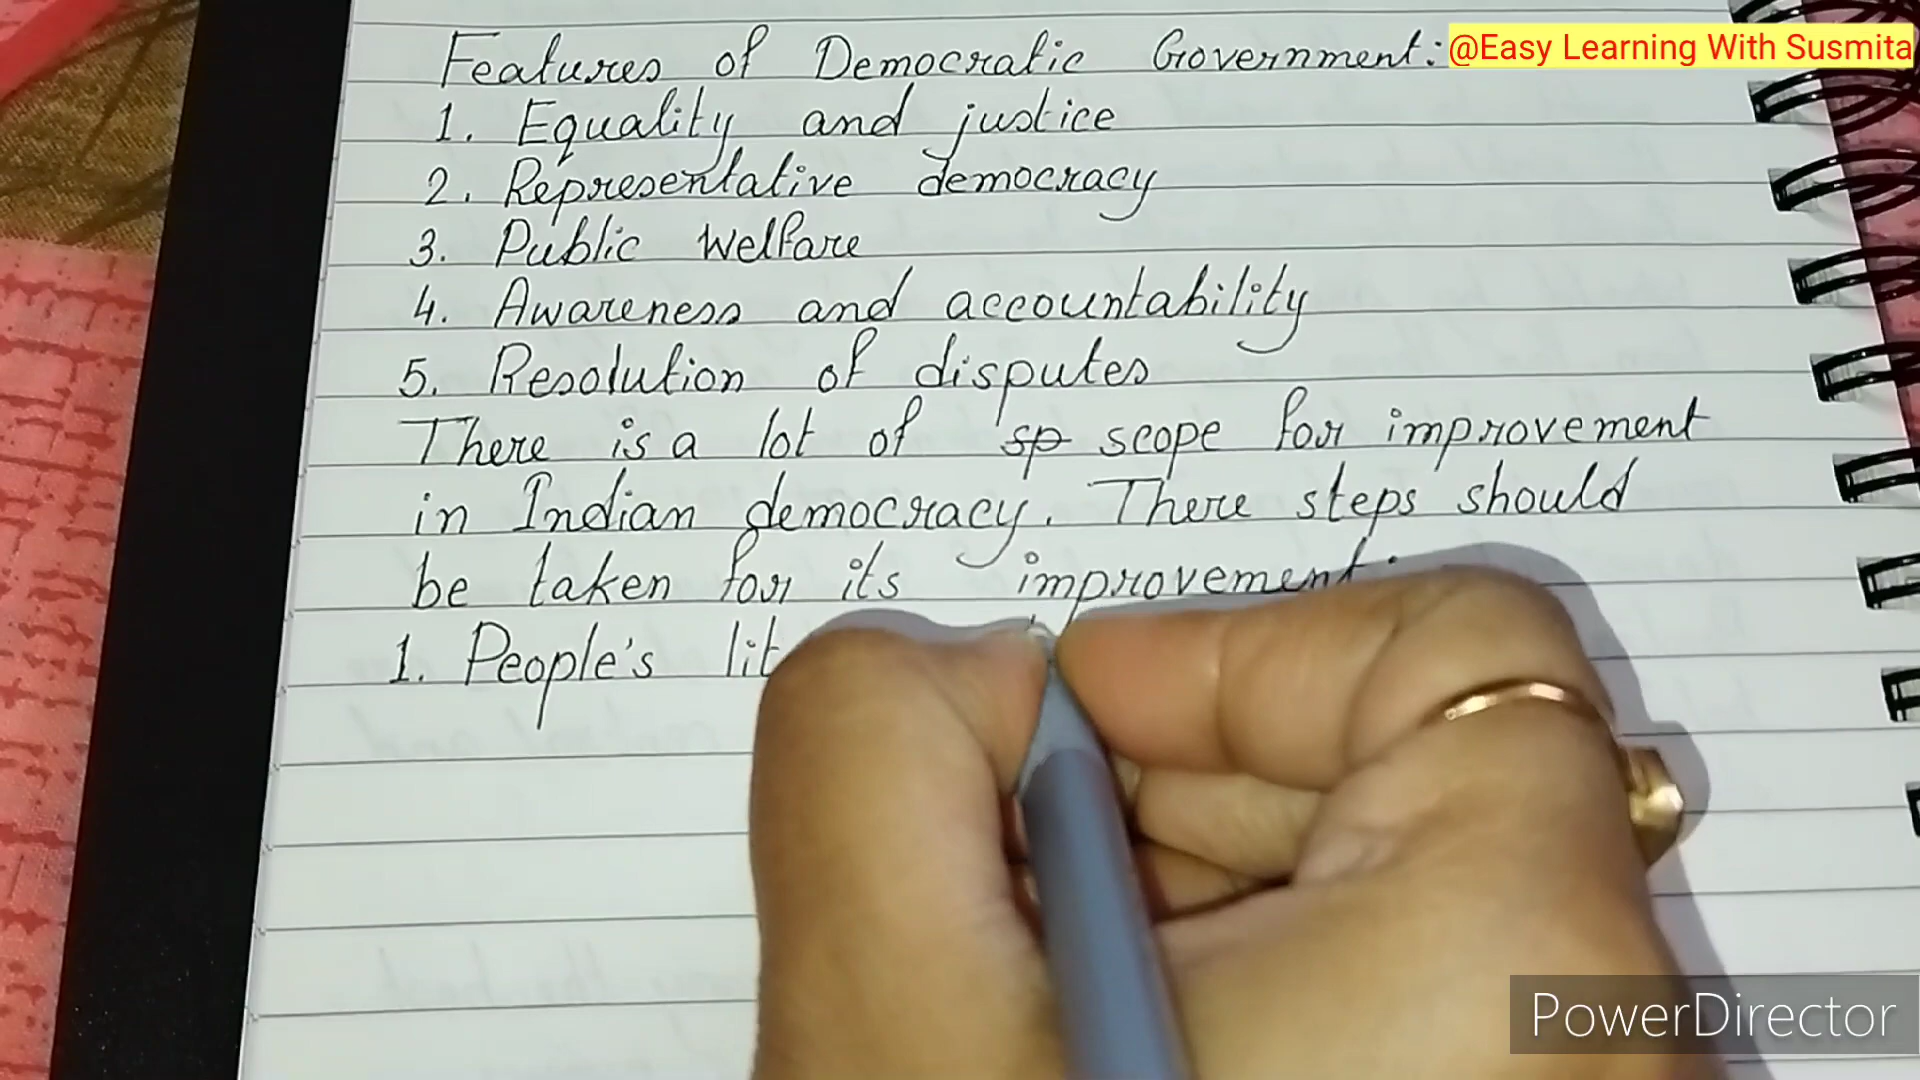 Features of Democratic Government:
@Easy Learning With Susmita
1. Equality and justice
2. Representative democracy
3. Public Welfare
4. Awareness and accountability
5. Resolution of disputes
There is a lot of sp scope for improvement
in Indian democracy. There steps should
be taken for its improvement:
1. People's lit
PowerDirector